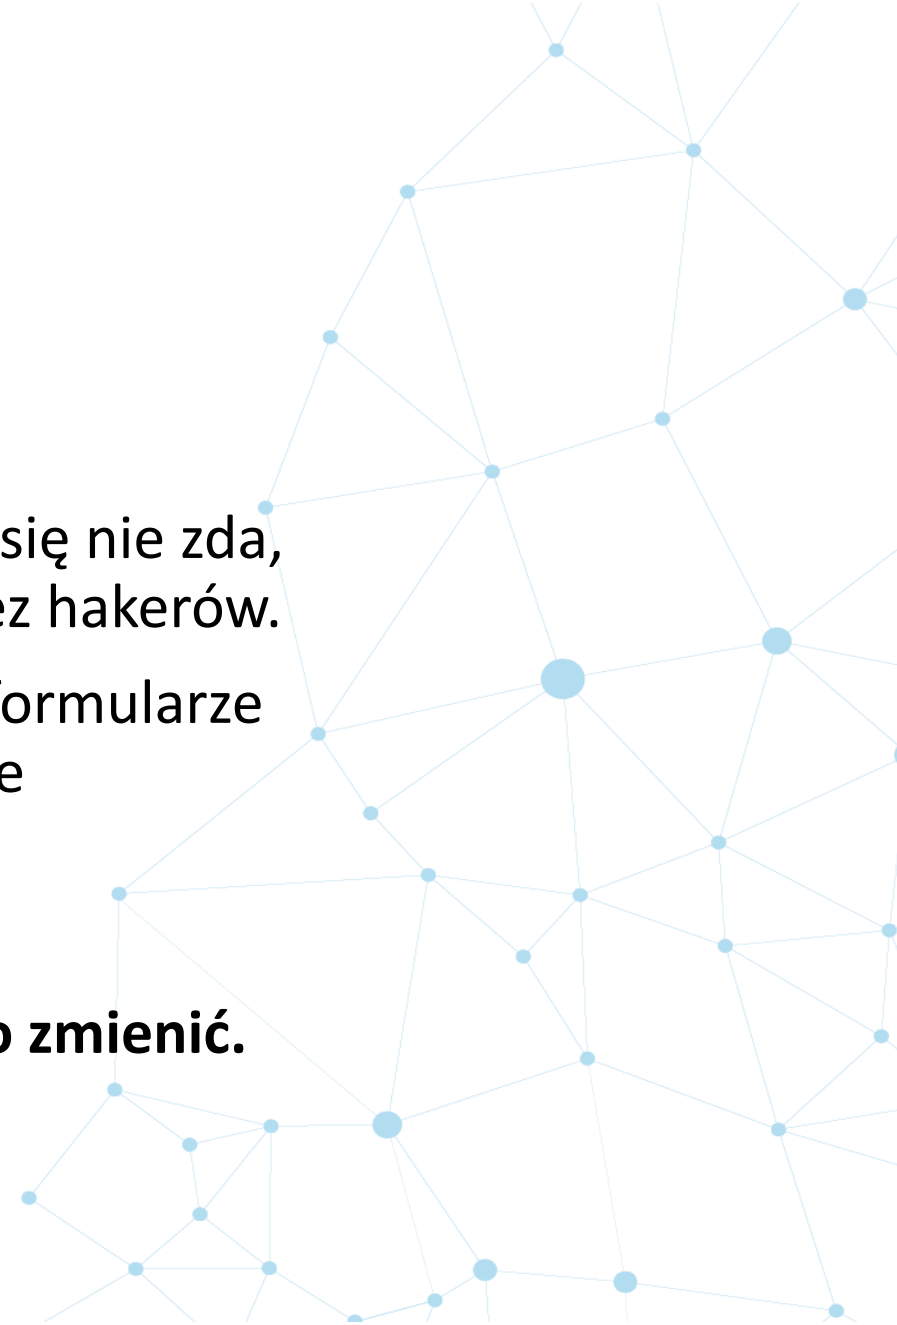 się nie zda,
ez hakerów.
formularze
e
o zmienić.